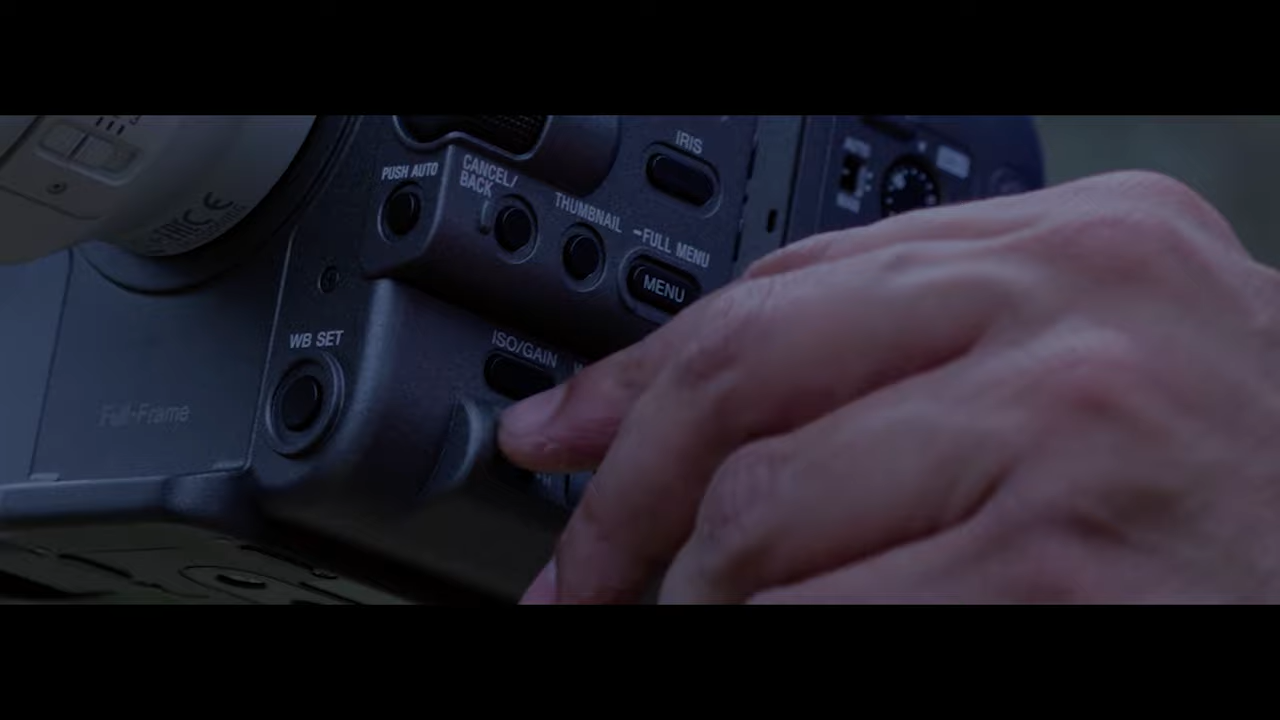 IRIS
PUSH AUTO
CANCEL/
BACK
THUMBNAIL
-FULL MENU
MENU
WB SET
ISO/GAIN
Full-Frame